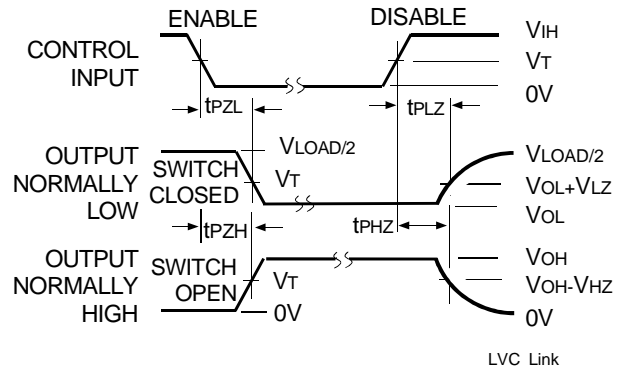 ENABLE
DISABLE
CONTROL
INPUT
VIH
VT
0V
tPZL
tPLZ
OUTPUT
NORMALLY
LOW
SWITCH
CLOSED
VLOAD/2
VT
VLOAD/2
VOL+VLZ
VOL
tPZH
tPHZ
OUTPUT
NORMALLY
HIGH
SWITCH
OPEN
VT
0V
VOH
VOH-VHZ
0V
LVC Link